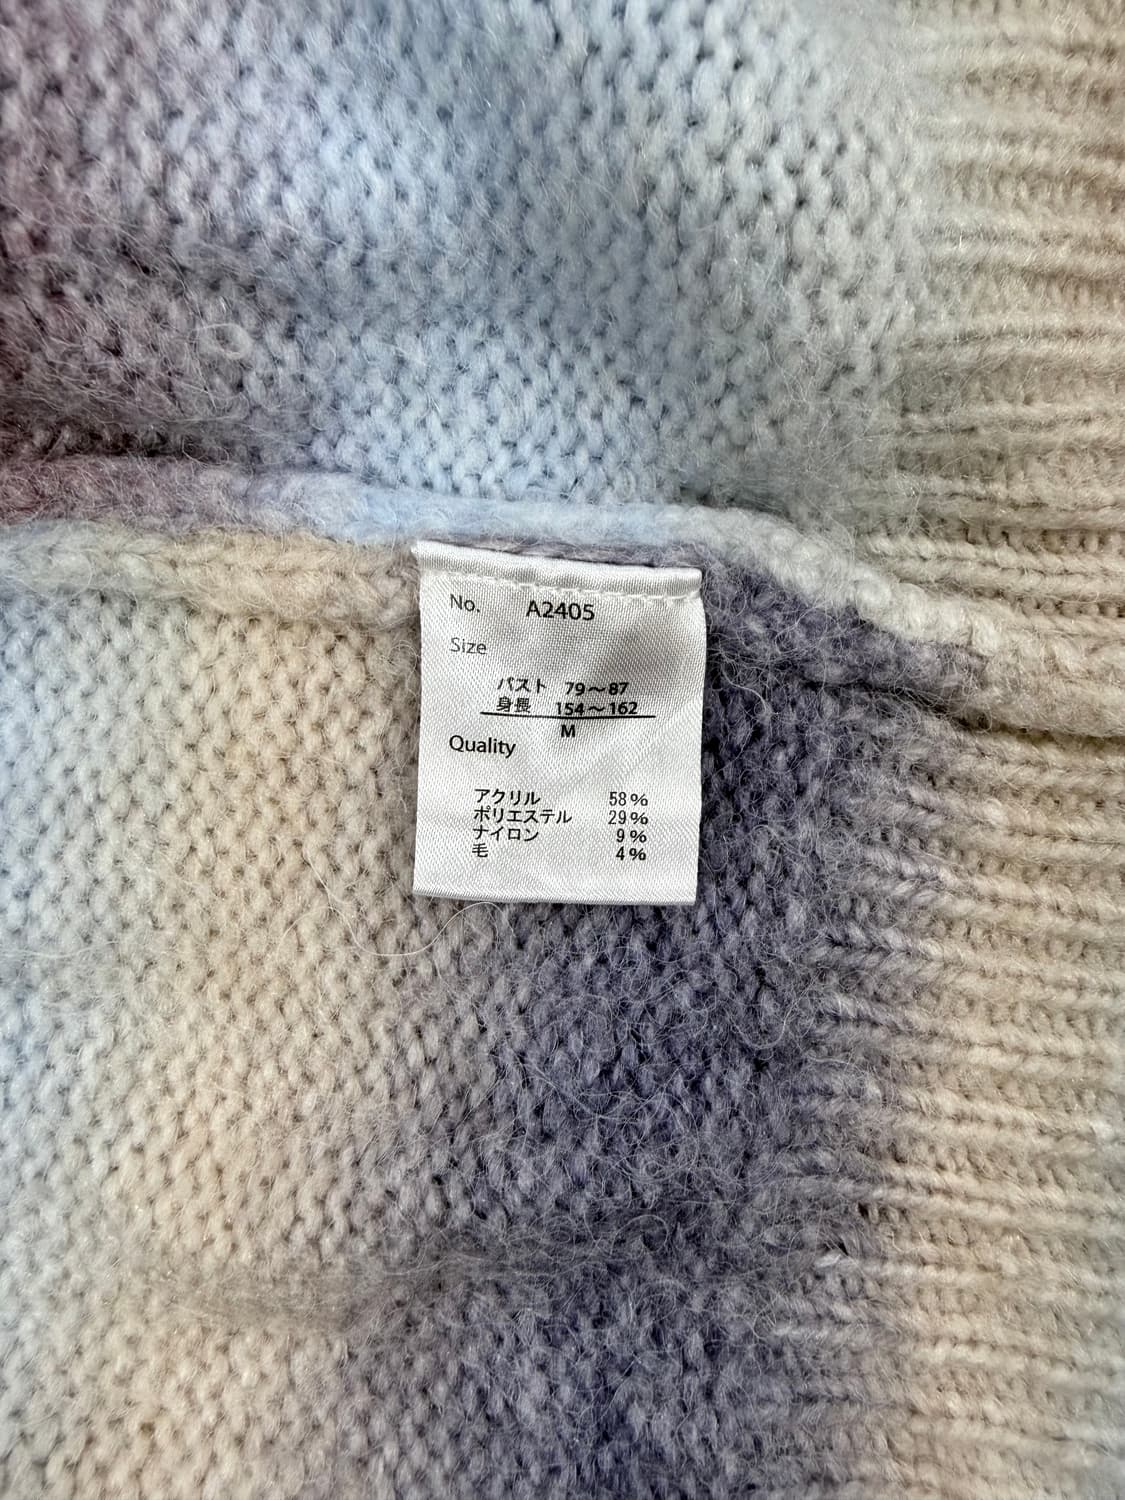 No. A2405
Size
バスト 79～87
身長 154～162
M
Quality
アクリル 58%
ポリエステル 29%
ナイロン 9%
毛 4%